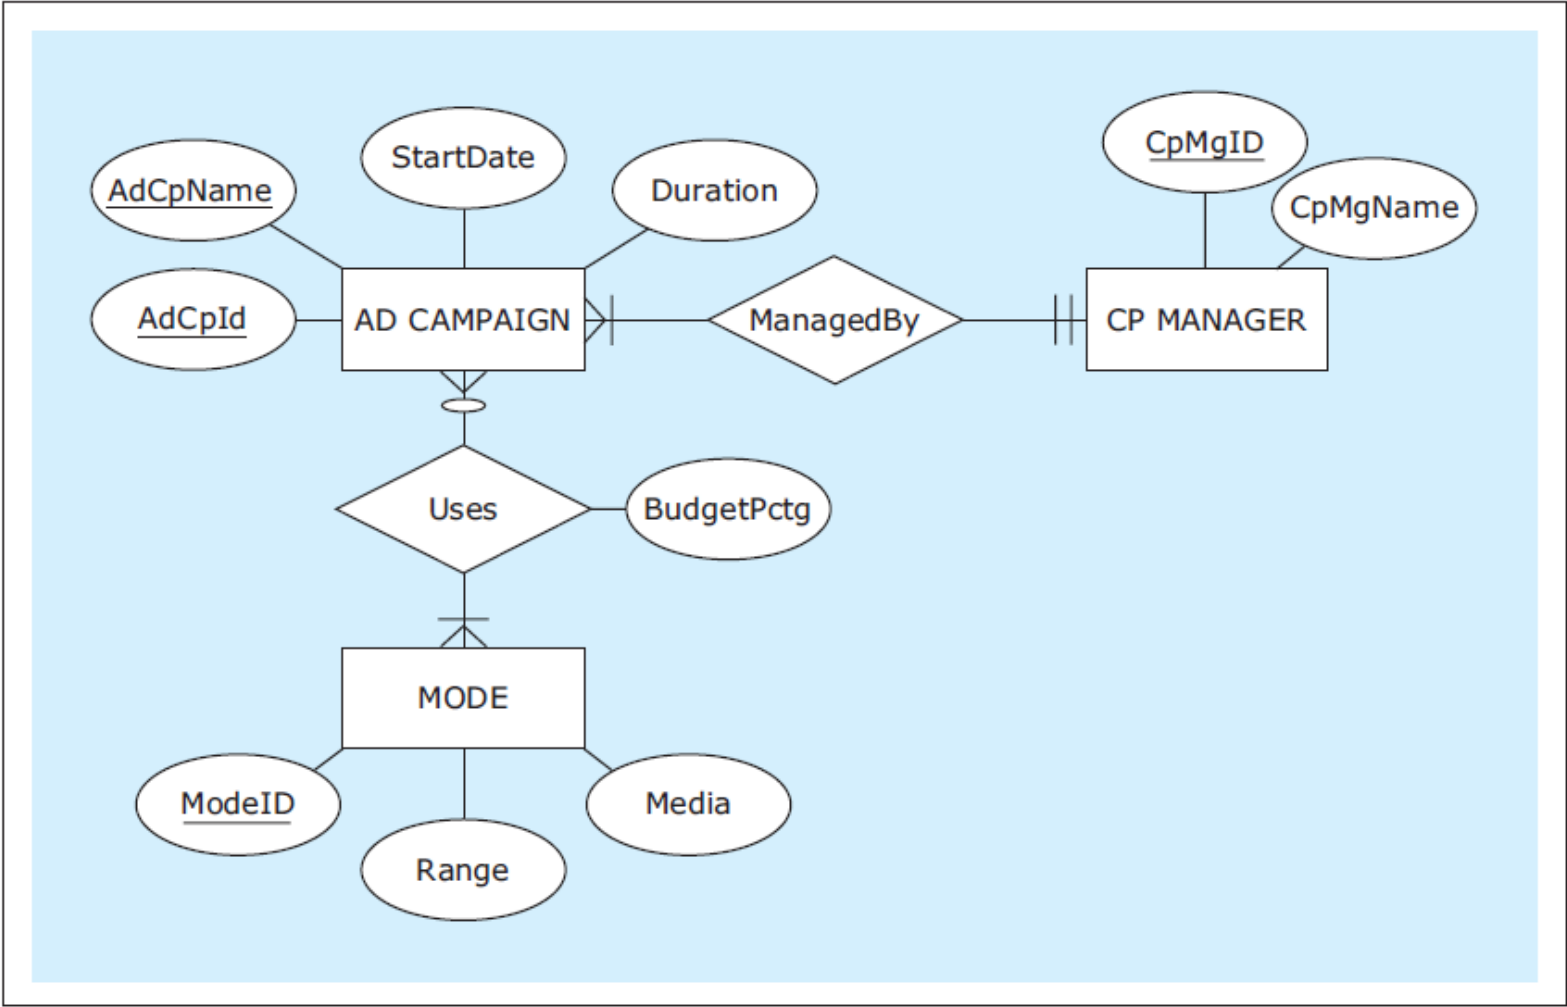 CpMgID
StartDate
AdCpName
Duration
CpMgName
AdCpId
AD CAMPAIGN
ManagedBy
CP MANAGER
Uses
BudgetPctg
MODE
ModeID
Media
Range